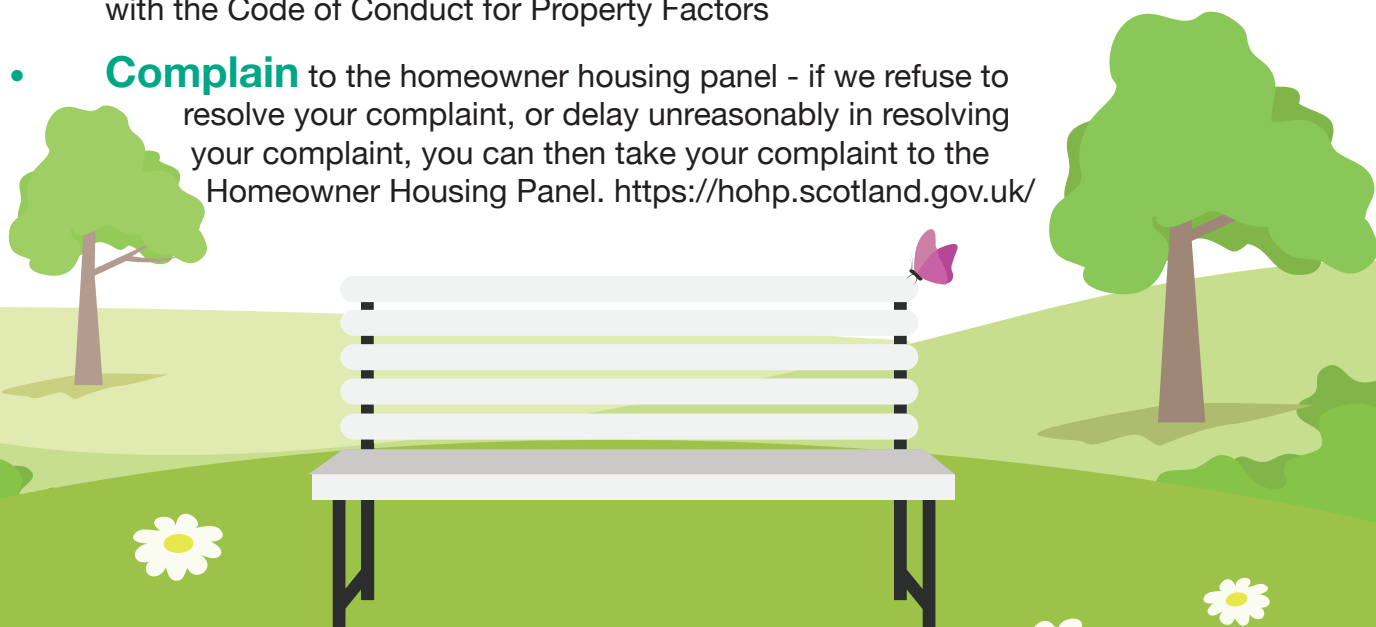 with the Code of Conduct for Property Factors
• Complain to the homeowner housing panel - if we refuse to
resolve your complaint, or delay unreasonably in resolving
your complaint, you can then take your complaint to the
Homeowner Housing Panel. https://hohp.scotland.gov.uk/